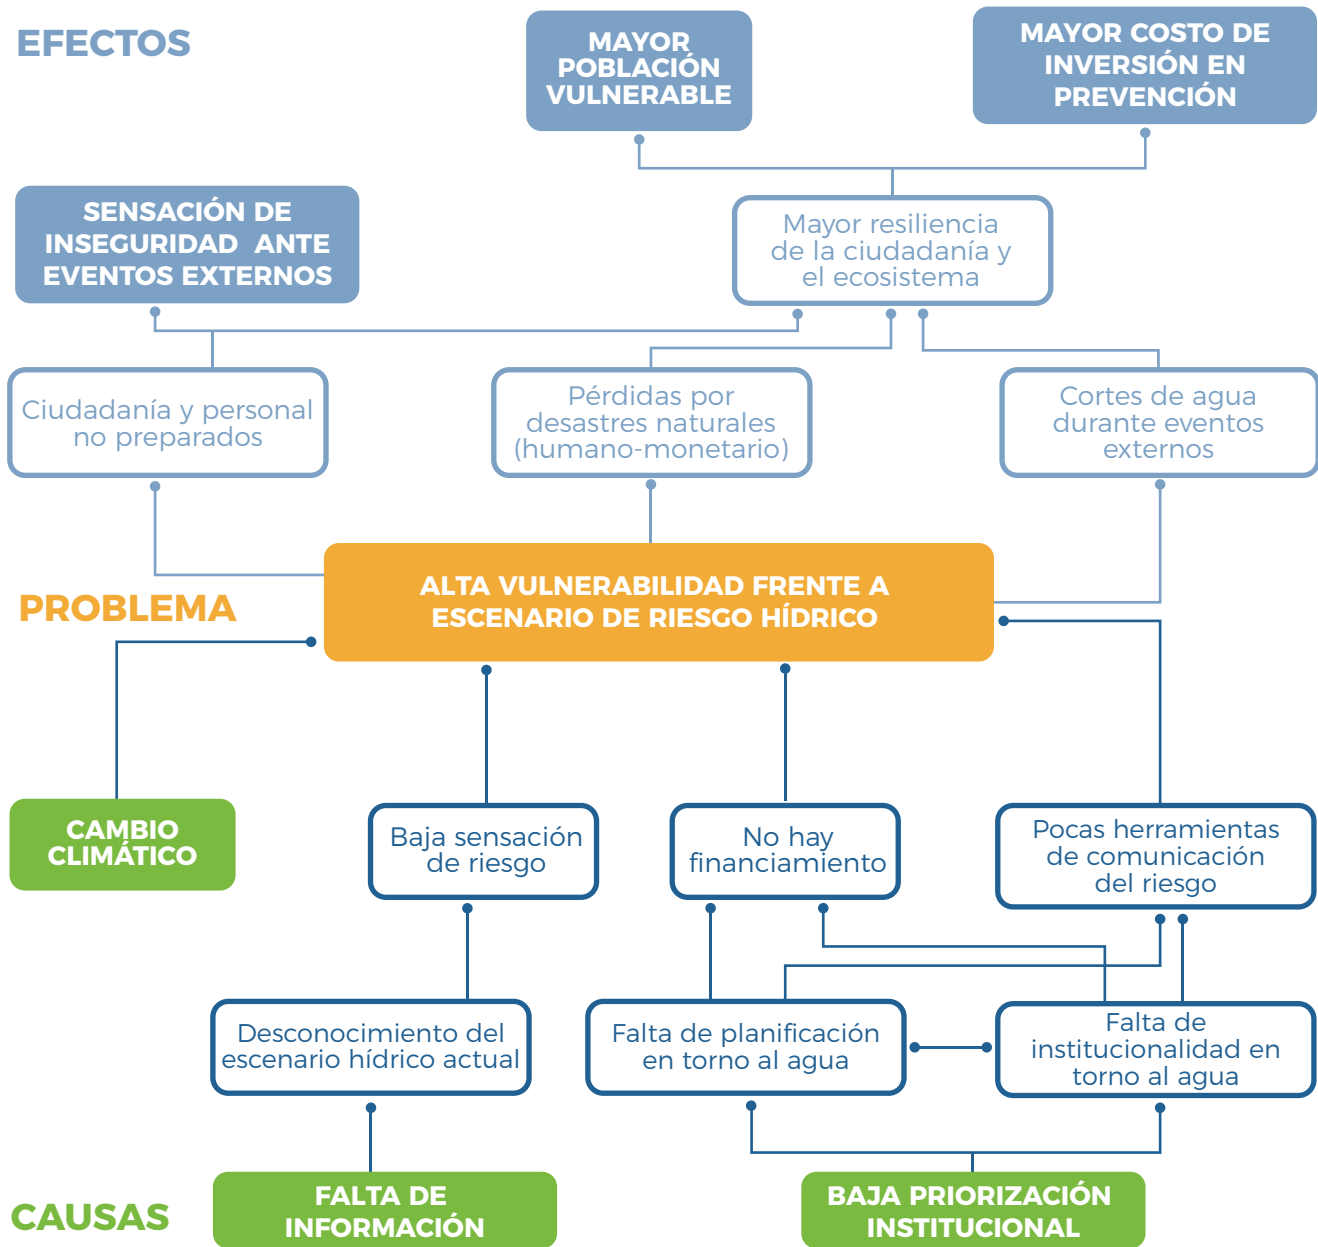 EFECTOS
MAYOR
POBLACIÓN
VULNERABLE
MAYOR COSTO DE
INVERSIÓN EN
PREVENCIÓN
SENSACIÓN DE
INSEGURIDAD ANTE
EVENTOS EXTERNOS
Mayor resiliencia
de la ciudadanía y
el ecosistema
Ciudadanía y personal
no preparados
Pérdidas por
desastres naturales
(humano-monetario)
Cortes de agua
durante eventos
externos
PROBLEMA
ALTA VULNERABILIDAD FRENTE A
ESCENARIO DE RIESGO HÍDRICO
CAMBIO
CLIMÁTICO
Baja sensación
de riesgo
No hay
financiamiento
Pocas herramientas
de comunicación
del riesgo
Desconocimiento del
escenario hídrico actual
Falta de planificación
en torno al agua
Falta de
institucionalidad en
torno al agua
CAUSAS
FALTA DE
INFORMACIÓN
BAJA PRIORIZACIÓN
INSTITUCIONAL